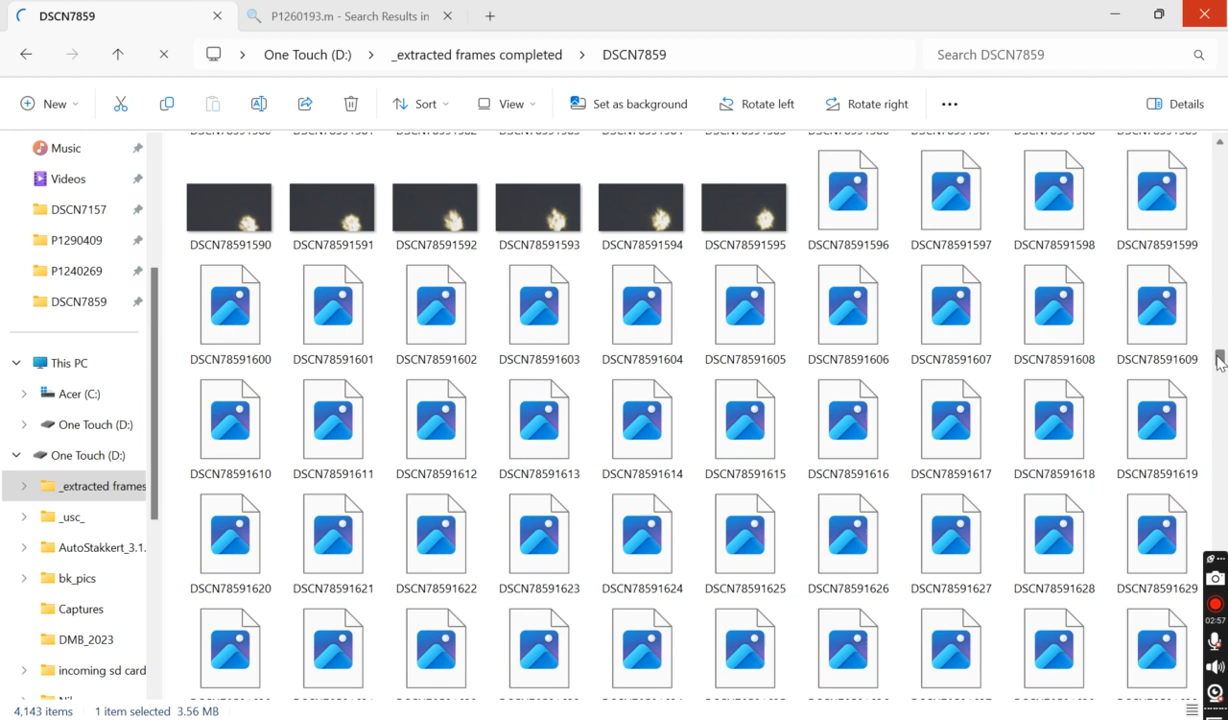 DSCN7859
P1260193.m - Search Results in
One Touch (D:) > _extracted frames completed > DSCN7859
Search DSCN7859
New
Sort
View
Set as background
Rotate left
Rotate right
Details
Music
Videos
DSCN7157
P1290409
P1240269
DSCN7859
This PC
Acer (C:)
One Touch (D:)
One Touch (D:)
_extracted frames
_usc_
AutoStakkert_3.1.
bk_pics
Captures
DMB_2023
incoming sd card
DSCN78591590 DSCN78591591 DSCN78591592 DSCN78591593 DSCN78591594 DSCN78591595 DSCN78591596 DSCN78591597 DSCN78591598 DSCN78591599
DSCN78591600 DSCN78591601 DSCN78591602 DSCN78591603 DSCN78591604 DSCN78591605 DSCN78591606 DSCN78591607 DSCN78591608 DSCN78591609
DSCN78591610 DSCN78591611 DSCN78591612 DSCN78591613 DSCN78591614 DSCN78591615 DSCN78591616 DSCN78591617 DSCN78591618 DSCN78591619
DSCN78591620 DSCN78591621 DSCN78591622 DSCN78591623 DSCN78591624 DSCN78591625 DSCN78591626 DSCN78591627 DSCN78591628 DSCN78591629
02:57
4,143 items 1 item selected 3.56 MB